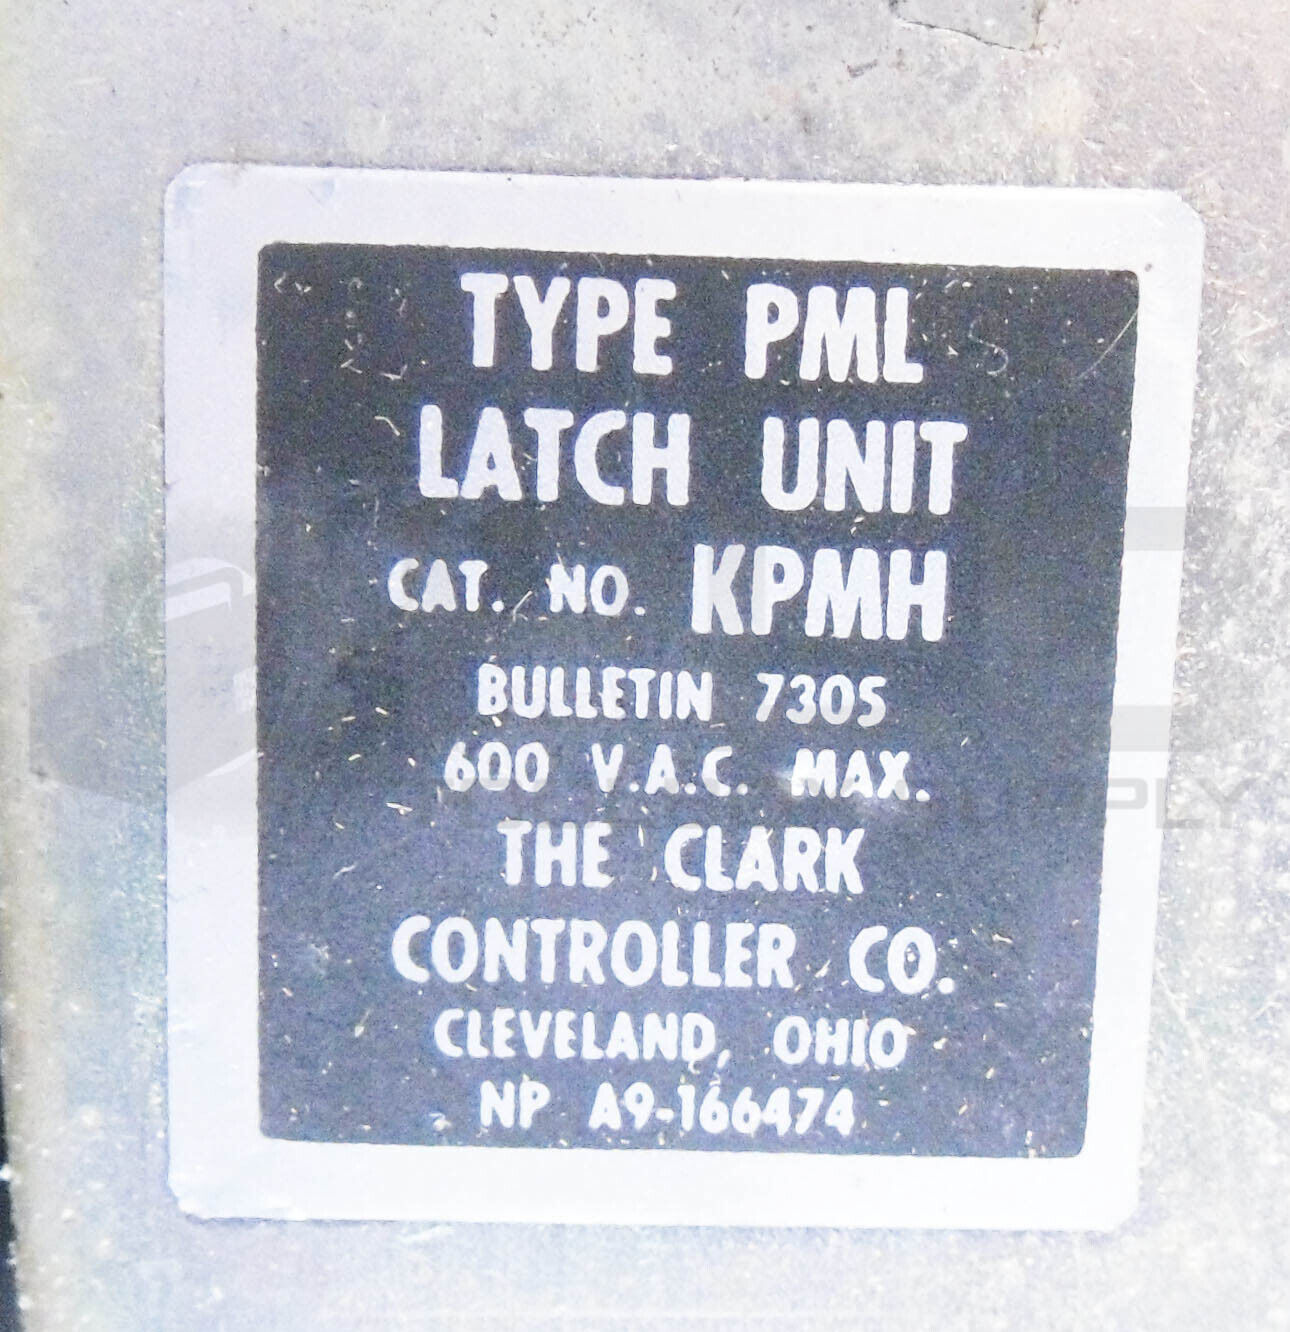 TYPE PML
LATCH UNIT
CAT. NO. KPMH
BULLETIN 7305
600 V.A.C. MAX.
THE CLARK
CONTROLLER CO.
CLEVELAND, OHIO
NP A9-166474